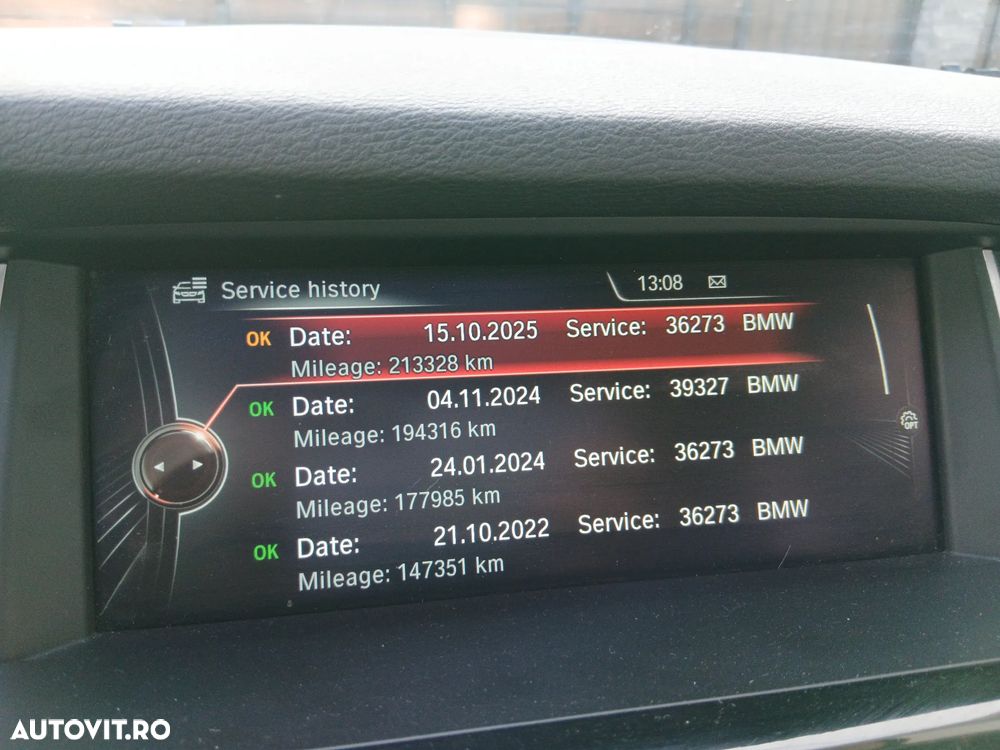 Service history
13:08
OK Date: 15.10.2025 Service: 36273 BMW
Mileage: 213328 km
OK Date: 04.11.2024 Service: 39327 BMW
Mileage: 194316 km
OK Date: 24.01.2024 Service: 36273 BMW
Mileage: 177985 km
OK Date: 21.10.2022 Service: 36273 BMW
Mileage: 147351 km
OPT
AUTOVIT.RO